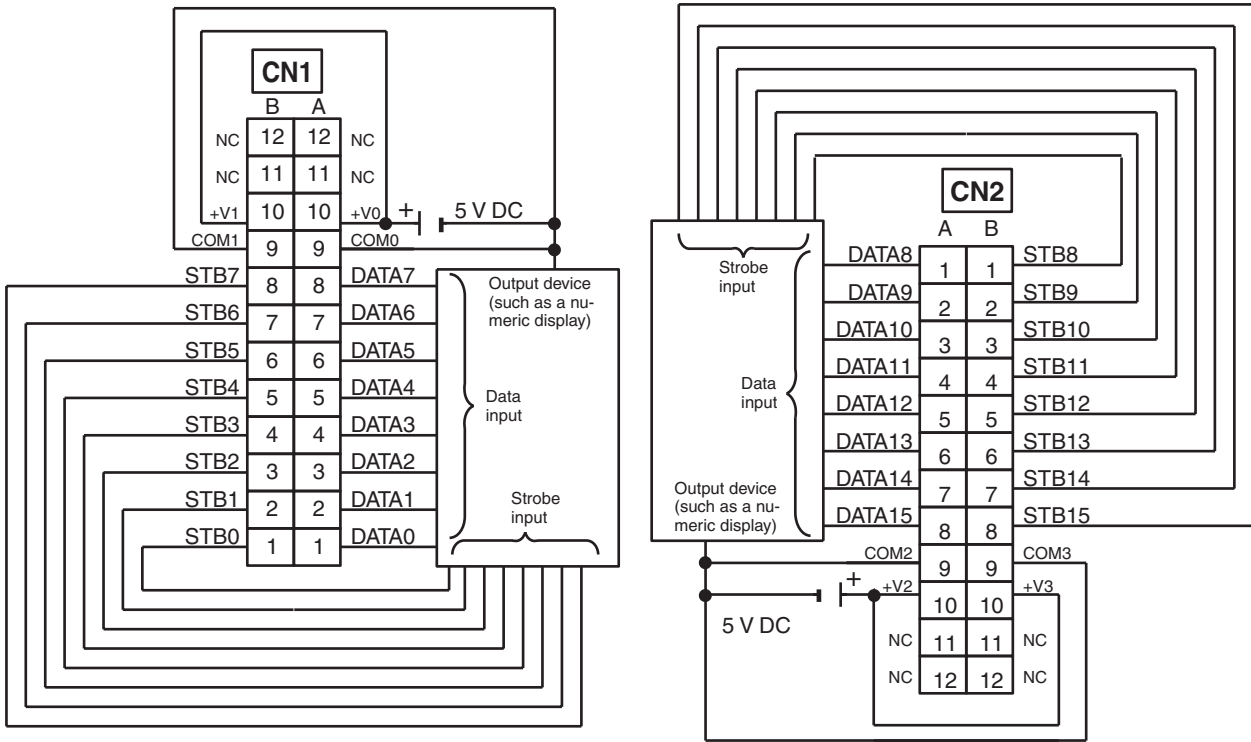 CN1
B A
NC 12 12 NC
NC 11 11 NC
+V1 10 10 +V0 + 5 V DC
COM1 9 9 COM0
STB7 8 8 DATA7
STB6 7 7 DATA6
STB5 6 6 DATA5
STB4 5 5 DATA4
STB3 4 4 DATA3
STB2 3 3 DATA2
STB1 2 2 DATA1
STB0 1 1 DATA0
Output device
(such as a nu-
meric display)
Data
input
Strobe
input
CN2
A B
Strobe
input
DATA8 1 1 STB8
DATA9 2 2 STB9
DATA10 3 3 STB10
DATA11 4 4 STB11
DATA12 5 5 STB12
DATA13 6 6 STB13
DATA14 7 7 STB14
DATA15 8 8 STB15
Data
input
Output device
(such as a nu-
meric display)
COM2 9 9 COM3
+ +V2 10 10 +V3
5 V DC
NC 11 11 NC
NC 12 12 NC